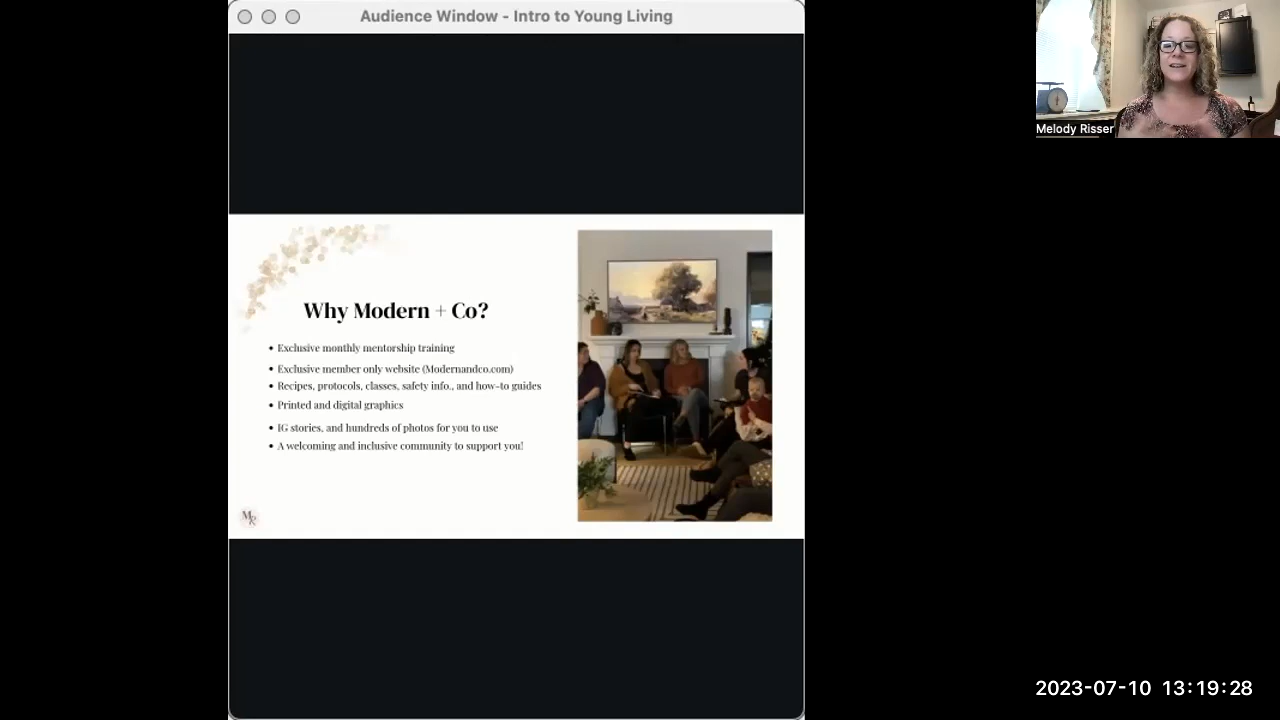 Audience Window - Intro to Young Living
Melody Risser
Why Modern + Co?
• Exclusive monthly mentorship training
• Exclusive member only website (Modernandco.com)
• Recipes, protocols, classes, safety info., and how-to guides
• Printed and digital graphics
• IG stories, and hundreds of photos for you to use
• A welcoming and inclusive community to support you!
MR
2023-07-10 13:19:28